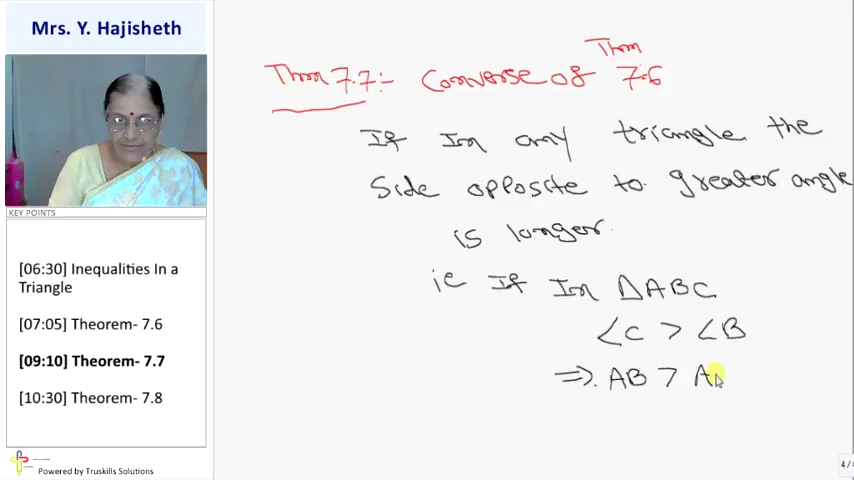 Mrs. Y. Hajisheth
KEY POINTS
[06:30] Inequalities In a
Triangle
[07:05] Theorem- 7.6
[09:10] Theorem- 7.7
[10:30] Theorem- 7.8
Powered by Truskills Solutions
Thm 7.7:- Converse of Thm 7.6
If In any triangle the
Side opposite to greater angle
is longer.
ie If In ΔABC
∠C > ∠B
⇒. AB > A
4/